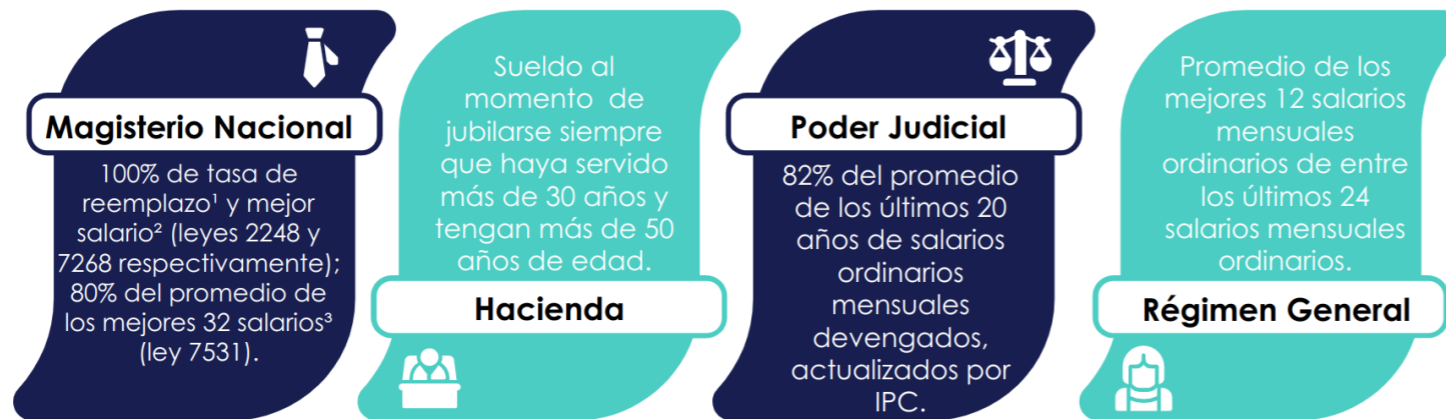 Magisterio Nacional
100% de tasa de
reemplazo¹ y mejor
salario² (leyes 2248 y
7268 respectivamente);
80% del promedio de
los mejores 32 salarios³
(ley 7531).
Sueldo al
momento de
jubilarse siempre
que haya servido
más de 30 años y
tengan más de 50
años de edad.
Hacienda
Poder Judicial
82% del promedio
de los últimos 20
años de salarios
ordinarios
mensuales
devengados,
actualizados por
IPC.
Promedio de los
mejores 12 salarios
mensuales
ordinarios de entre
los últimos 24
salarios mensuales
ordinarios.
Régimen General